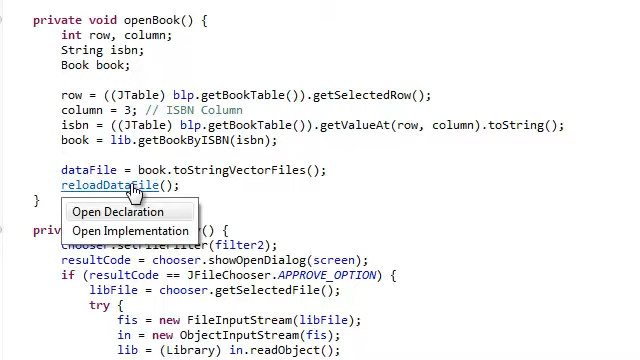 private void openBook() {
int row, column;
String isbn;
Book book;
row = ((JTable) blp.getBookTable()).getSelectedRow();
column = 3; // ISBN Column
isbn = ((JTable) blp.getBookTable()).getValueAt(row, column).toString();
book = lib.getBookByISBN(isbn);
dataFile = book.toStringVectorFiles();
reloadDataFile();
}
Open Declaration
Open Implementation
() {
chooser.setFileFilter(filter2);
resultCode = chooser.showOpenDialog(screen);
if (resultCode == JFileChooser.APPROVE_OPTION) {
libFile = chooser.getSelectedFile();
try {
fis = new FileInputStream(libFile);
in = new ObjectInputStream(fis);
lib = (Library) in.readObject();